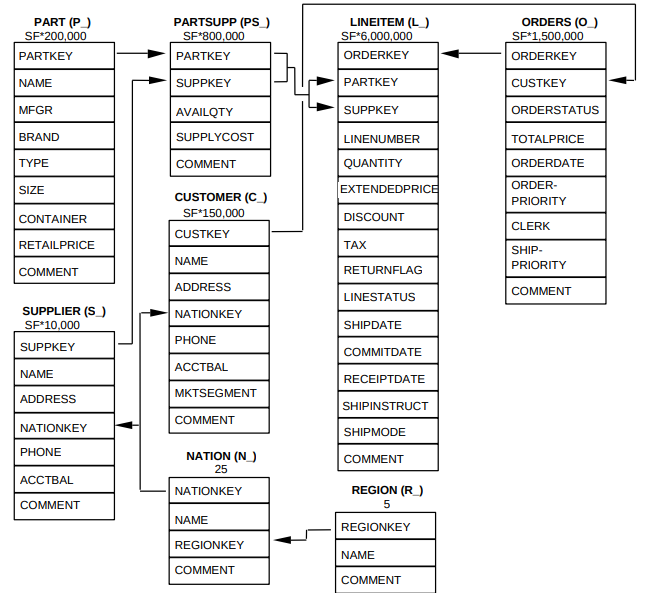 PART (P_)
SF*200,000
PARTKEY
NAME
MFGR
BRAND
TYPE
SIZE
CONTAINER
RETAILPRICE
COMMENT
SUPPLIER (S_)
SF*10,000
SUPPKEY
NAME
ADDRESS
NATIONKEY
PHONE
ACCTBAL
COMMENT
PARTSUPP (PS_)
SF*800,000
PARTKEY
SUPPKEY
AVAILQTY
SUPPLYCOST
COMMENT
CUSTOMER (C_)
SF*150,000
CUSTKEY
NAME
ADDRESS
NATIONKEY
PHONE
ACCTBAL
MKTSEGMENT
COMMENT
NATION (N_)
25
NATIONKEY
NAME
REGIONKEY
COMMENT
LINEITEM (L_)
SF*6,000,000
ORDERKEY
PARTKEY
SUPPKEY
LINENUMBER
QUANTITY
EXTENDEDPRICE
DISCOUNT
TAX
RETURNFLAG
LINESTATUS
SHIPDATE
COMMITDATE
RECEIPTDATE
SHIPINSTRUCT
SHIPMODE
COMMENT
REGION (R_)
5
REGIONKEY
NAME
COMMENT
ORDERS (O_)
SF*1,500,000
ORDERKEY
CUSTKEY
ORDERSTATUS
TOTALPRICE
ORDERDATE
ORDER-
PRIORITY
CLERK
SHIP-
PRIORITY
COMMENT